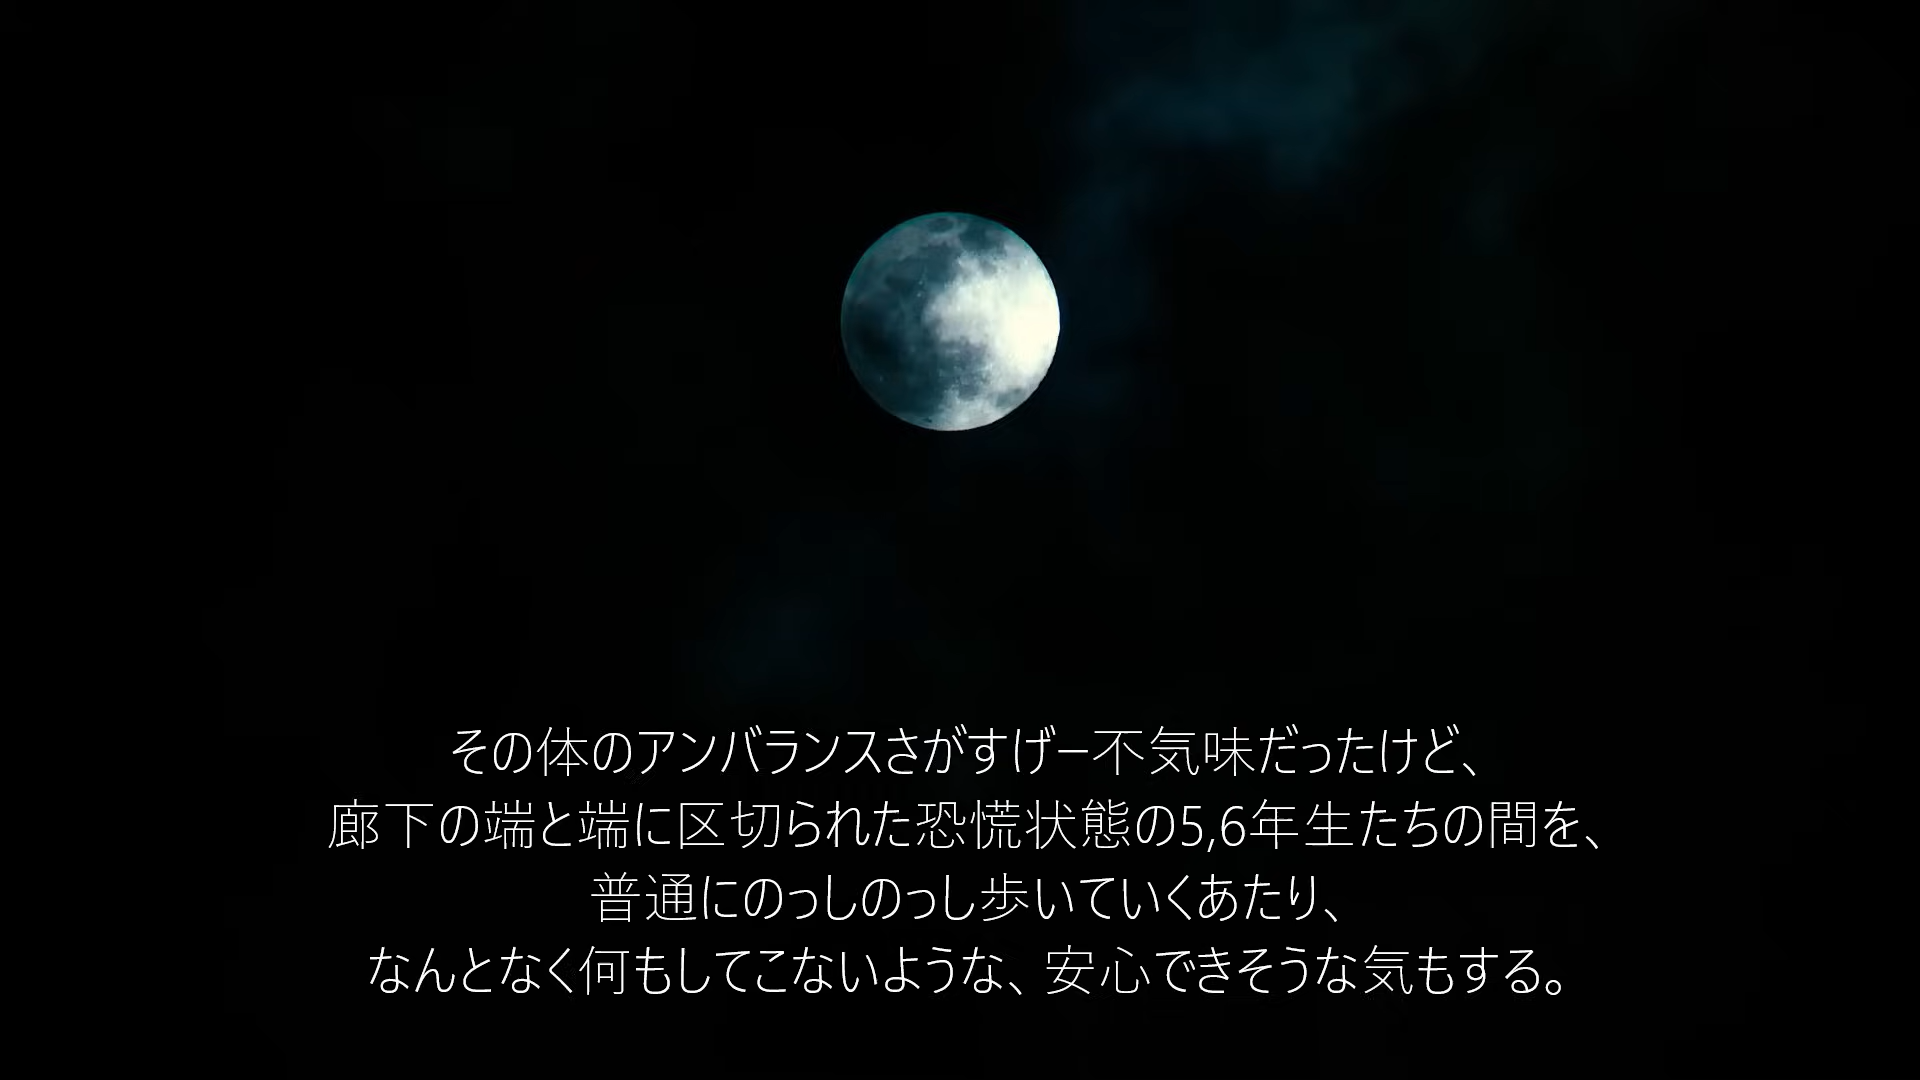 その体のアンバランスさがすげー不気味だったけど、
廊下の端と端に区切られた恐慌状態の5,6年生たちの間を、
普通にのっしのっし歩いていくあたり、
なんとなく何もしてこないような、安心できそうな気もする。